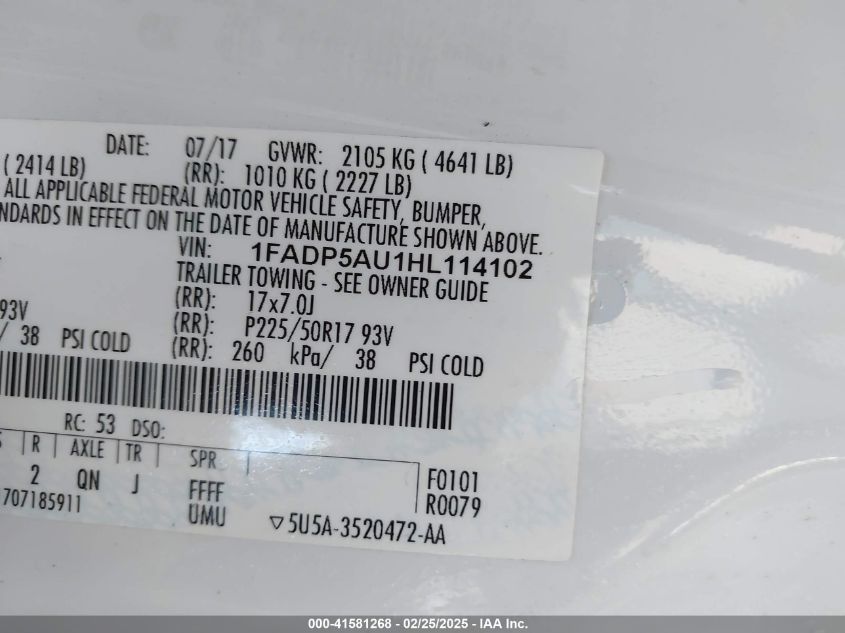 DATE: 07/17 GVWR: 2105 KG ( 4641 LB)
( 2414 LB) (RR): 1010 KG ( 2227 LB)
ALL APPLICABLE FEDERAL MOTOR VEHICLE SAFETY, BUMPER,
NDARDS IN EFFECT ON THE DATE OF MANUFACTURE SHOWN ABOVE.
VIN: 1FADP5AU1HL114102
TRAILER TOWING - SEE OWNER GUIDE
(RR): 17x7.0J
93V (RR): P225/50R17 93V
/ 38 PSI COLD (RR): 260 kPa/ 38 PSI COLD
RC: 53 DSO:
S R AXLE TR SPR
2 QN J FFFF F0101
707185911 UMU R0079
5U5A-3520472-AA
000-41581268 - 02/25/2025 - IAA Inc.